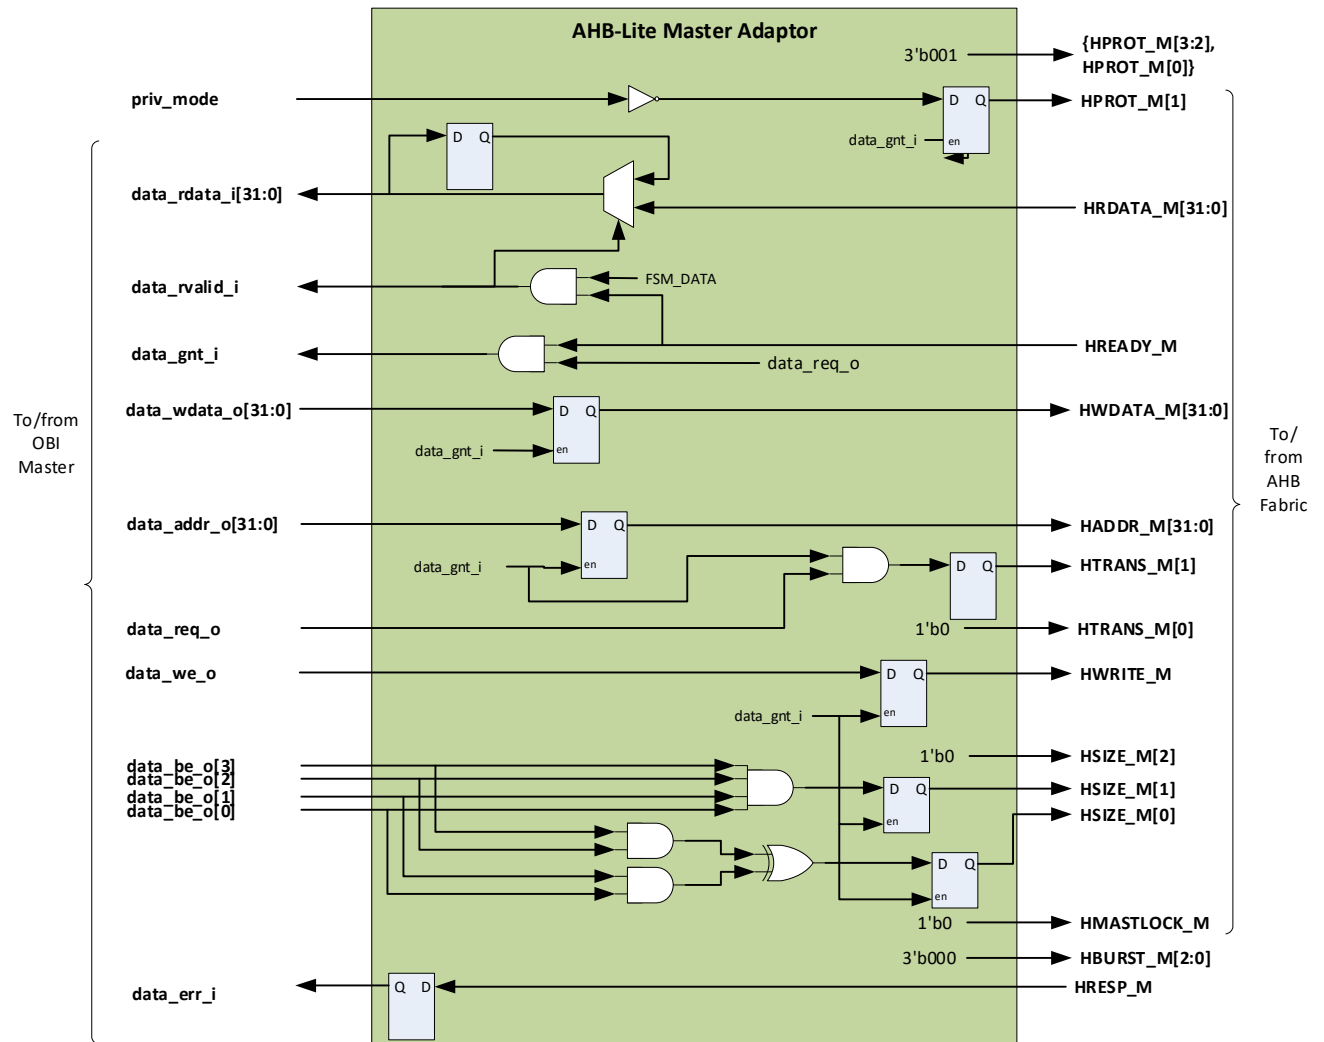 AHB-Lite Master Adaptor
3'b001
{HPROT_M[3:2],
HPROT_M[0]}
priv_mode
D Q
HPROT_M[1]
data_gnt_i
en
D Q
data_rdata_i[31:0]
HRDATA_M[31:0]
data_rvalid_i
FSM_DATA
data_gnt_i
HREADY_M
data_req_o
data_wdata_o[31:0]
D Q
HWDATA_M[31:0]
data_gnt_i
en
To/from
OBI
Master
To/
from
AHB
Fabric
data_addr_o[31:0]
D Q
HADDR_M[31:0]
data_gnt_i
en
D Q
HTRANS_M[1]
data_req_o
1'b0
HTRANS_M[0]
data_we_o
D Q
HWRITE_M
data_gnt_i
en
1'b0
HSIZE_M[2]
data_be_o[3]
data_be_o[2]
data_be_o[1]
data_be_o[0]
D Q
HSIZE_M[1]
en
HSIZE_M[0]
D Q
en
1'b0
HMASTLOCK_M
3'b000
HBURST_M[2:0]
data_err_i
Q D
HRESP_M